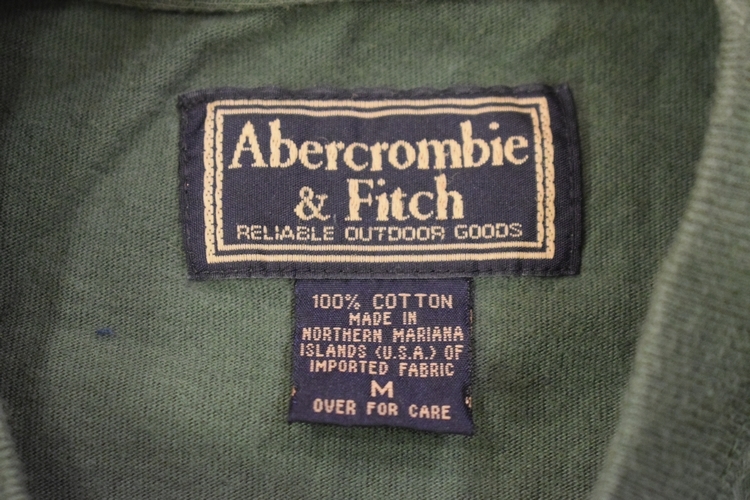 Abercrombie
& Fitch
RELIABLE OUTDOOR GOODS
100% COTTON
MADE IN
NORTHERN MARIANA
ISLANDS (U.S.A.) OF
IMPORTED FABRIC
M
OVER FOR CARE